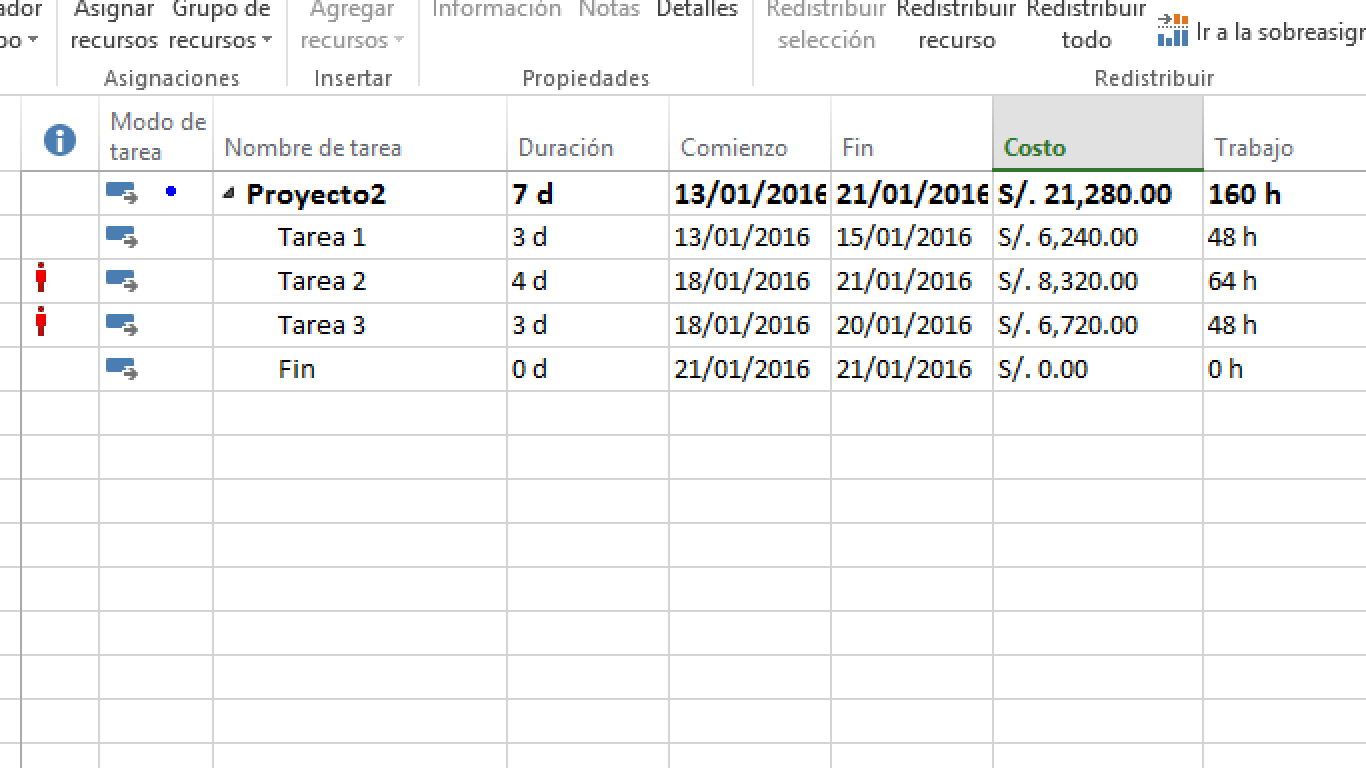 Asignar Grupo de Agregar Información Notas Detalles Redistribuir Redistribuir Redistribuir
recursos recursos recursos selección recurso todo Ir a la
Asignaciones Insertar Propiedades Redistribuir
Modo de
tarea Nombre de tarea Duración Comienzo Fin Costo Trabajo
Proyecto2 7 d 13/01/2016 21/01/2016 S/. 21,280.00 160 h
Tarea 1 3 d 13/01/2016 15/01/2016 S/. 6,240.00 48 h
Tarea 2 4 d 18/01/2016 21/01/2016 S/. 8,320.00 64 h
Tarea 3 3 d 18/01/2016 20/01/2016 S/. 6,720.00 48 h
Fin 0 d 21/01/2016 21/01/2016 S/. 0.00 0 h